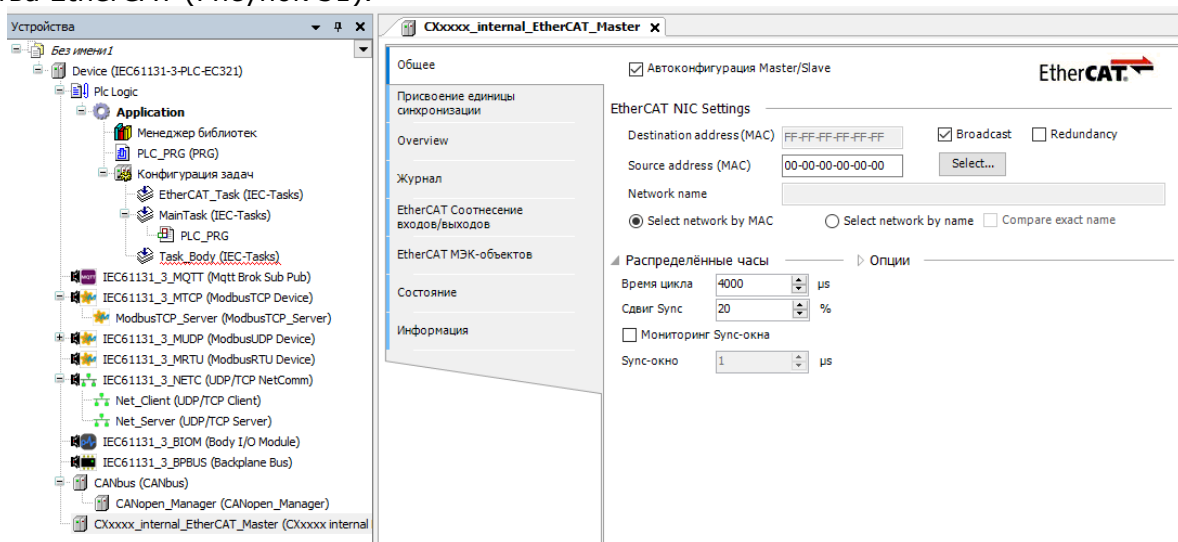 EtherCAT (Рисунок 31).
Устройства
CXxxxx_internal_EtherCAT_Master
Без имени1
Device (IEC61131-3-PLC-EC321)
Plc Logic
Application
Менеджер библиотек
PLC_PRG (PRG)
Конфигурация задач
EtherCAT_Task (IEC-Tasks)
MainTask (IEC-Tasks)
PLC_PRG
Task_Body (IEC-Tasks)
IEC61131_3_MQTT (Mqtt Brok Sub Pub)
IEC61131_3_MTCP (ModbusTCP Device)
ModbusTCP_Server (ModbusTCP_Server)
IEC61131_3_MUDP (ModbusUDP Device)
IEC61131_3_MRTU (ModbusRTU Device)
IEC61131_3_NETC (UDP/TCP NetComm)
Net_Client (UDP/TCP Client)
Net_Server (UDP/TCP Server)
IEC61131_3_BIOM (Body I/O Module)
IEC61131_3_BPBUS (Backplane Bus)
CANbus (CANbus)
CANopen_Manager (CANopen_Manager)
CXxxxx_internal_EtherCAT_Master (CXxxxx internal
Общее
Присвоение единицы
синхронизации
Overview
Журнал
EtherCAT Соотнесение
входов/выходов
EtherCAT МЭК-объектов
Состояние
Информация
Автоконфигурация Master/Slave
EtherCAT.
EtherCAT NIC Settings
Destination address (MAC) FF-FF-FF-FF-FF-FF Broadcast Redundancy
Source address (MAC) 00-00-00-00-00-00 Select...
Network name
Select network by MAC Select network by name Compare exact name
Распределённые часы Опции
Время цикла 4000 µs
Сдвиг Sync 20 %
Мониторинг Sync-окна
Sync-окно 1 µs